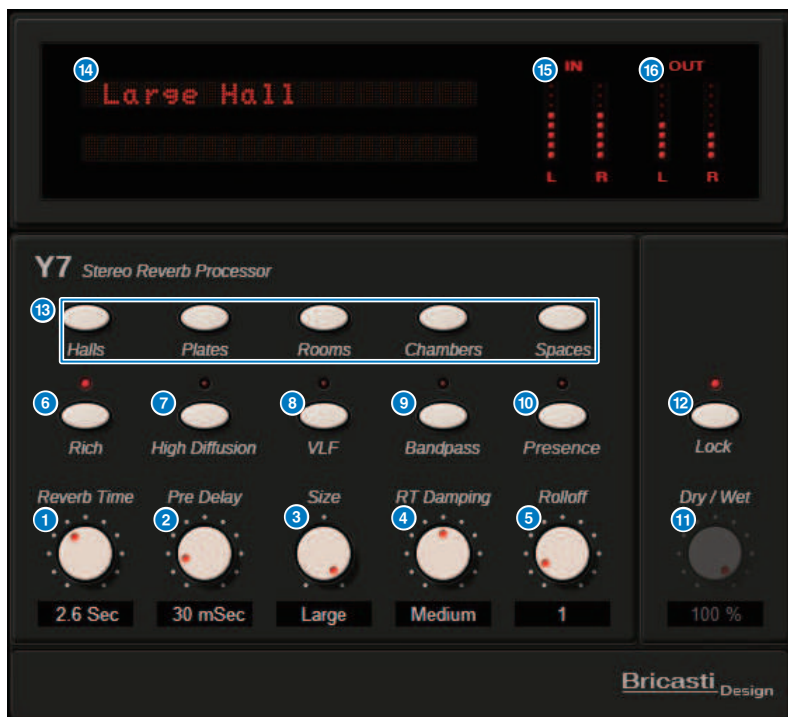 14
15
IN
16
OUT
Large Hall
L
R
L
R
Y7 Stereo Reverb Processor
13
Halls
Plates
Rooms
Chambers
Spaces
6
7
8
9
10
12
Rich
High Diffusion
VLF
Bandpass
Presence
Lock
Reverb Time
Pre Delay
Size
RT Damping
Rolloff
Dry / Wet
1
2
3
4
5
11
2.6 Sec
30 mSec
Large
Medium
1
100 %
Bricasti Design